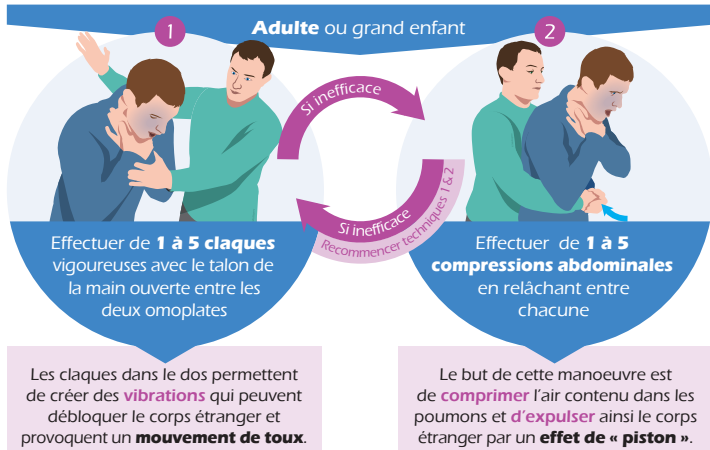 Adulte ou grand enfant
1
2
Si inefficace
Si inefficace
Recommencer techniques 1 & 2
Effectuer de 1 à 5 claques
vigoureuses avec le talon de
la main ouverte entre les
deux omoplates
Effectuer de 1 à 5
compressions abdominales
en relâchant entre
chacune
Les claques dans le dos permettent
de créer des vibrations qui peuvent
débloquer le corps étranger et
provoquent un mouvement de toux.
Le but de cette manoeuvre est
de comprimer l'air contenu dans les
poumons et d'expulser ainsi le corps
étranger par un effet de « piston ».